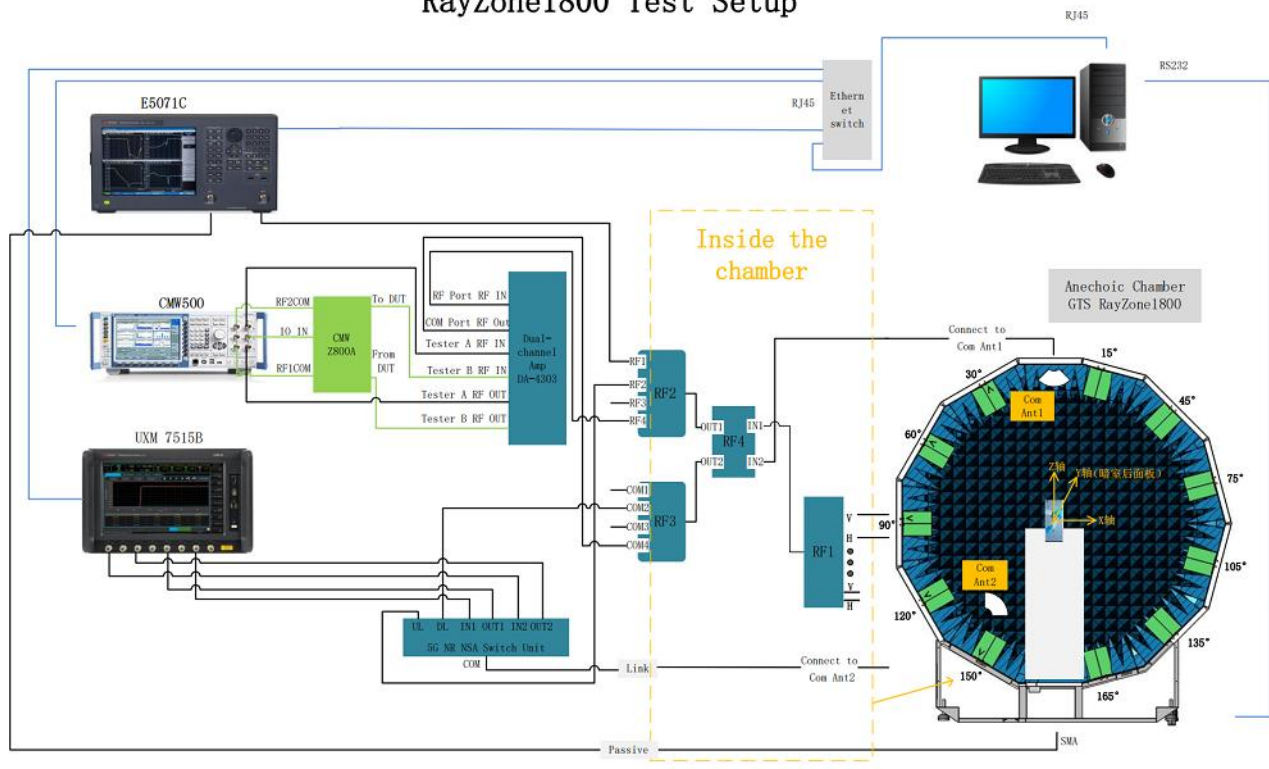 RayZone1800 Test Setup
RJ45
RS232
E5071C
RJ45
Ethern
et
switch
Inside the
chamber
Anechoic Chamber
GTS RayZone1800
CMW500
RF2COM
IO IN
RF1COM
CMW
Z800A
To DUT
From
DUT
RF Port RF IN
COM Port RF Out
Tester A RF IN
Tester B RF IN
Tester A RF OUT
Tester B RF OUT
Dual-
channel
Amp
DA-4303
RF1
RF2
RF3
RF4
RF2
OUT1
OUT2
RF4
IN1
IN2
Connect to
Com Ant1
COM1
COM2
COM3
COM4
RF3
RF1
V
H
V
H
UXM 7515B
UL DL IN1 OUT1 IN2 OUT2
5G NR NSA Switch Unit
COM
Link
Connect to
Com Ant2
Passive
SMA
Com
Ant1
Com
Ant2
Z轴
Y轴(暗室后面板)
X轴
15°
30°
45°
60°
75°
90°
105°
120°
135°
150°
165°